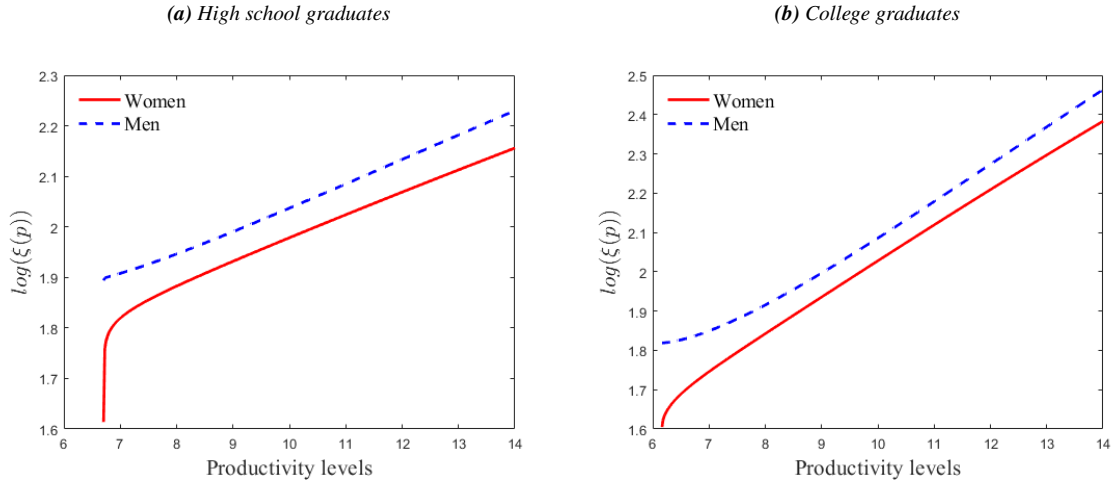 (a) High school graduates
2.3
2.2
2.1
2
1.9
1.8
1.7
1.6
log(ξ(p))
Women
Men
6 7 8 9 10 11 12 13 14
Productivity levels
(b) College graduates
2.5
2.4
2.3
2.2
2.1
2
1.9
1.8
1.7
1.6
log(ξ(p))
Women
Men
6 7 8 9 10 11 12 13 14
Productivity levels